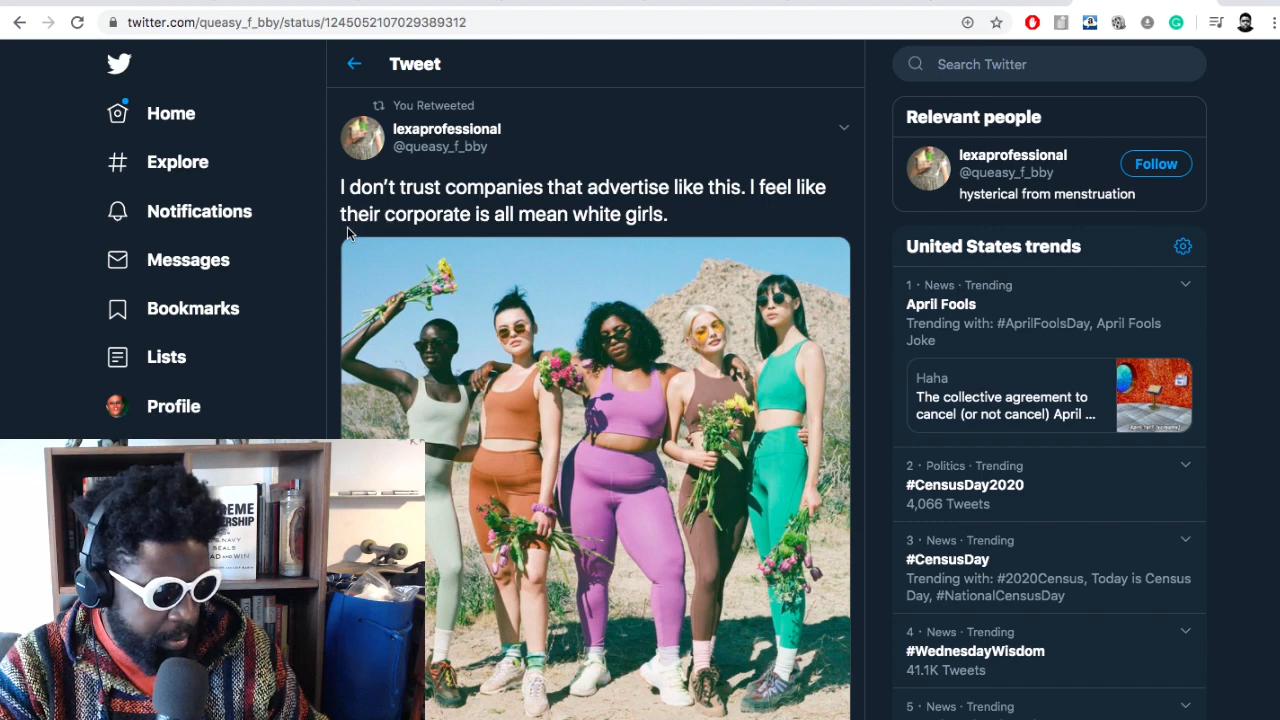 twitter.com/queasy_f_bby/status/1245052107029389312
Tweet
Search Twitter
Home
Explore
Notifications
Messages
Bookmarks
Lists
Profile
You Retweeted
lexaprofessional
@queasy_f_bby
I don’t trust companies that advertise like this. I feel like
their corporate is all mean white girls.
Relevant people
lexaprofessional
@queasy_f_bby
Follow
hysterical from menstruation
United States trends
1 · News · Trending
April Fools
Trending with: #AprilFoolsDay, April Fools
Joke
Haha
The collective agreement to
cancel (or not cancel) April ...
2 · Politics · Trending
#CensusDay2020
4,066 Tweets
3 · News · Trending
#CensusDay
Trending with: #2020Census, Today is Census
Day, #NationalCensusDay
4 · News · Trending
#WednesdayWisdom
41.1K Tweets
5 · News · Trending
NAVY
SEALS
AD AND WIN